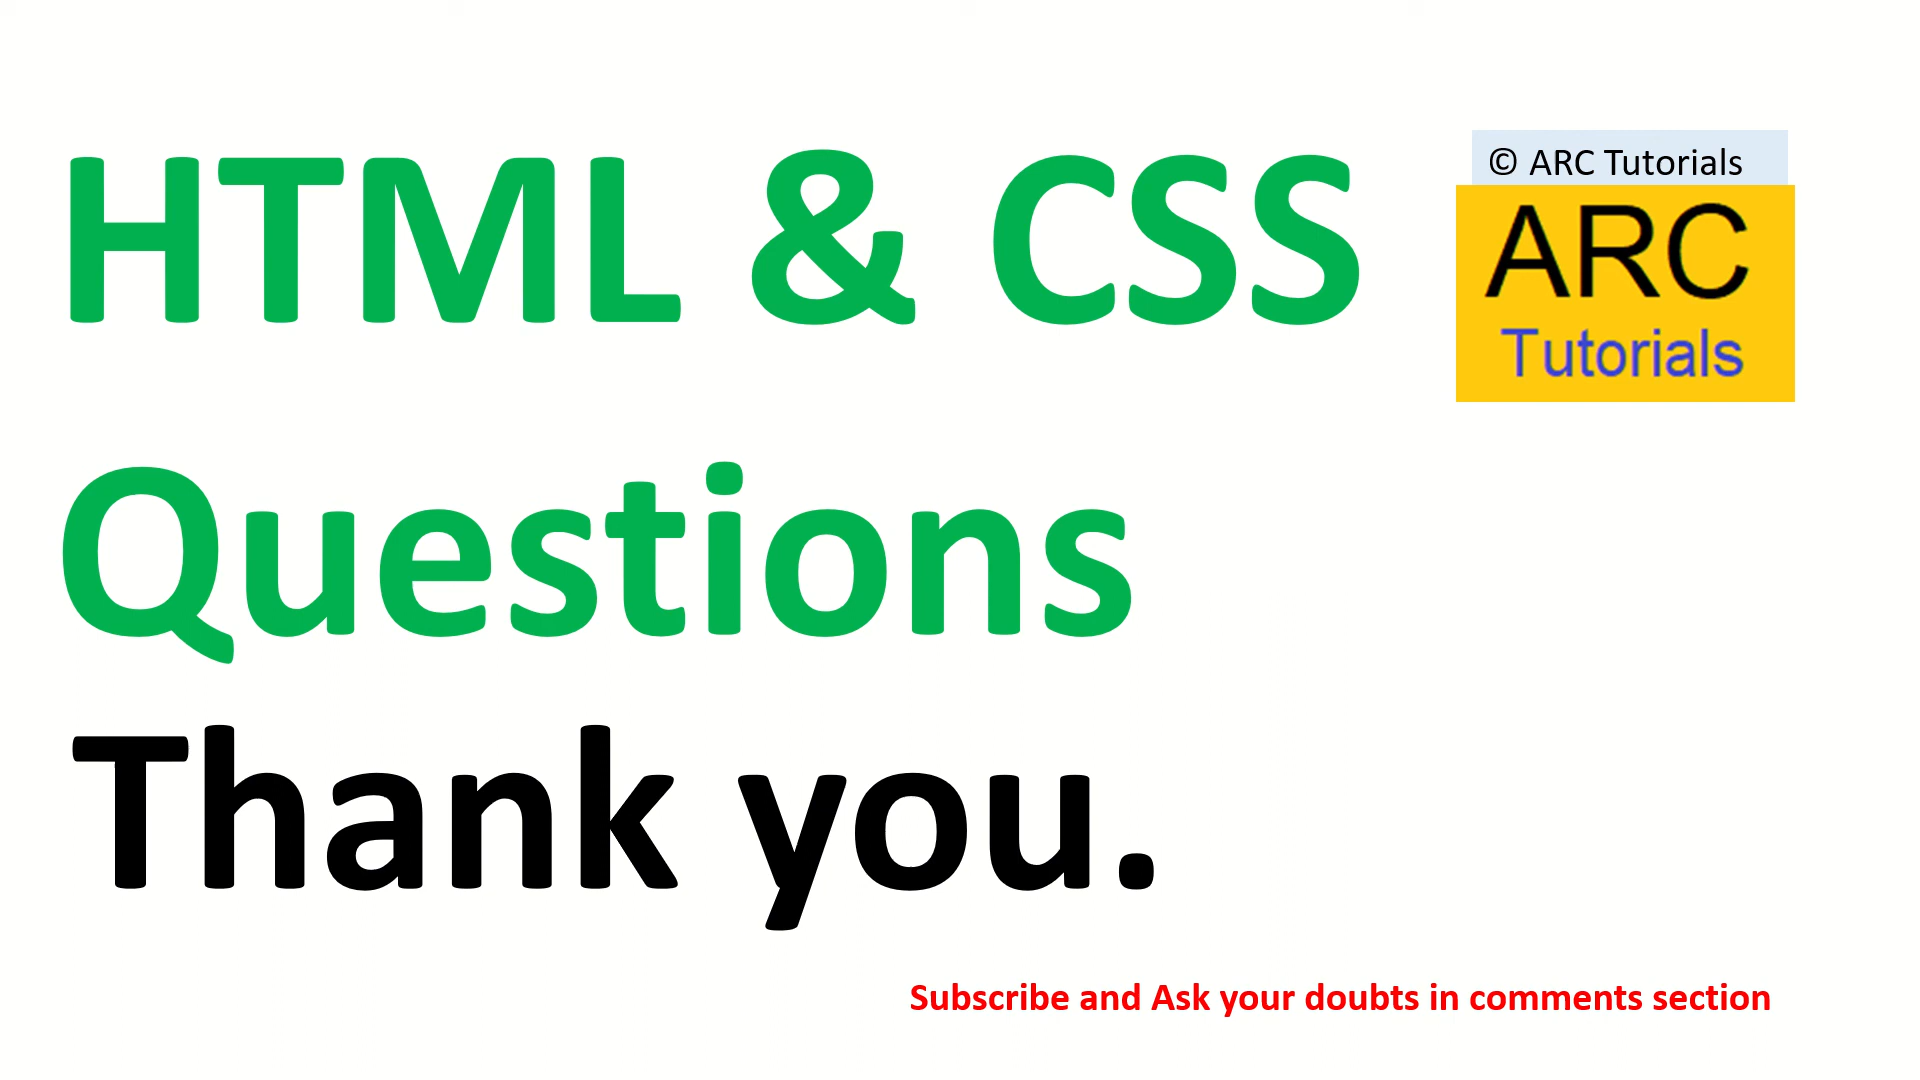 HTML & CSS
© ARC Tutorials
ARC
Tutorials
Questions
Thank you.
Subscribe and Ask your doubts in comments section